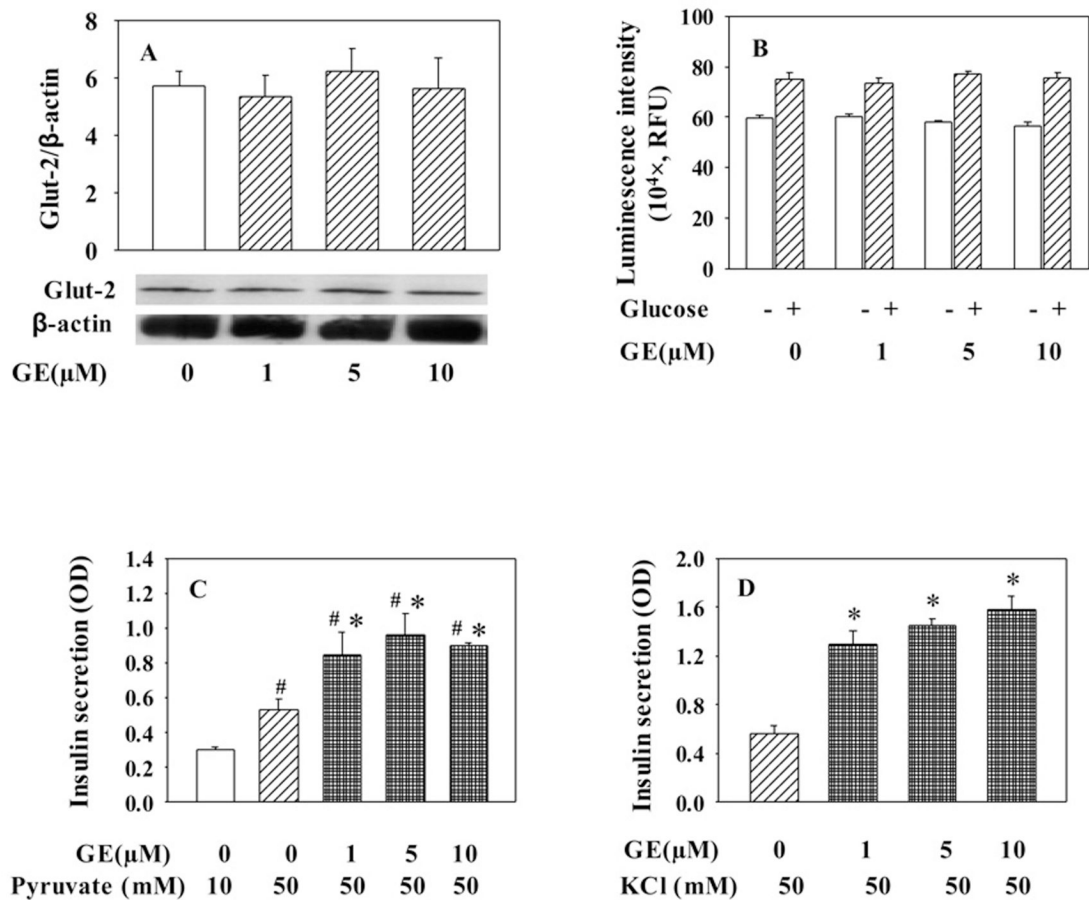 A
Glut-2/β-actin
8
6
4
2
0
Glut-2
β-actin
GE(μM) 0 1 5 10
B
Luminescence intensity
(10⁴×, RFU)
100
80
60
40
20
0
Glucose - + - + - + - +
GE(μM) 0 1 5 10
C
Insulin secretion (OD)
1.4
1.2
1.0
0.8
0.6
0.4
0.2
0.0
# # * # * # *
GE(μM) 0 0 1 5 10
Pyruvate (mM) 10 50 50 50 50
D
Insulin secretion (OD)
2.0
1.6
1.2
0.8
0.4
0.0
* * *
GE(μM) 0 1 5 10
KCl (mM) 50 50 50 50